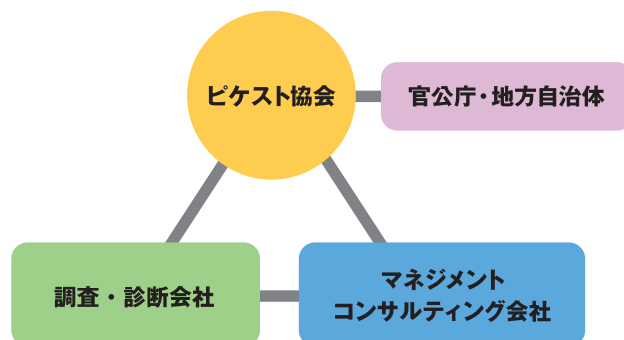 ピケスト協会
官公庁・地方自治体
調査・診断会社
マネジメント
コンサルティング会社